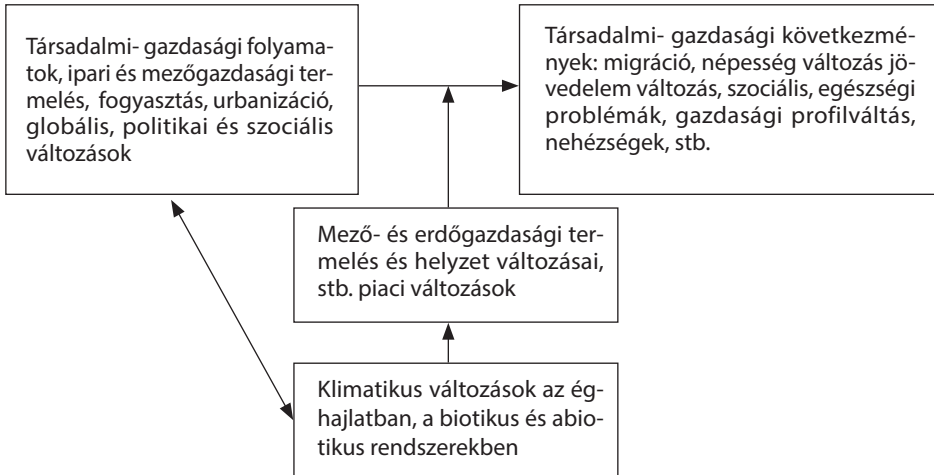 Társadalmi- gazdasági folyama-
tok, ipari és mezőgazdasági ter-
melés, fogyasztás, urbanizáció,
globális, politikai és szociális
változások
Társadalmi- gazdasági következmé-
nyek: migráció, népesség változás jö-
vedelem változás, szociális, egészségi
problémák, gazdasági profilváltás,
nehézségek, stb.
Mező- és erdőgazdasági ter-
melés és helyzet változásai,
stb. piaci változások
Klimatikus változások az ég-
hajlatban, a biotikus és abio-
tikus rendszerekben